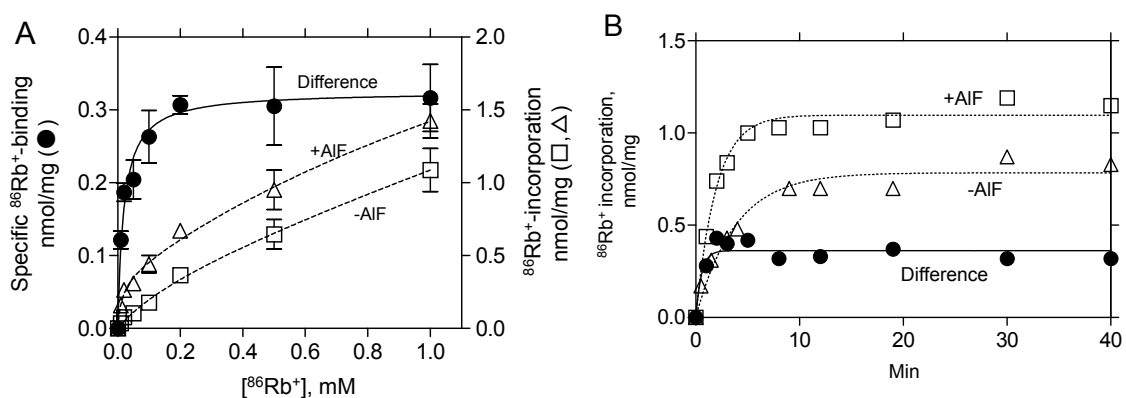 A
Specific ⁸⁶Rb⁺-binding
nmol/mg (●)
0.4
0.3
0.2
0.1
0.0
Difference
+AlF
-AlF
2.0
1.5
1.0
0.5
0.0
⁸⁶Rb⁺-incorporation
nmol/mg (□,△)
0.0 0.2 0.4 0.6 0.8 1.0
[⁸⁶Rb⁺], mM
B
⁸⁶Rb⁺ incorporation,
nmol/mg
1.5
1.0
0.5
0.0
+AlF
-AlF
Difference
0 10 20 30 40
Min